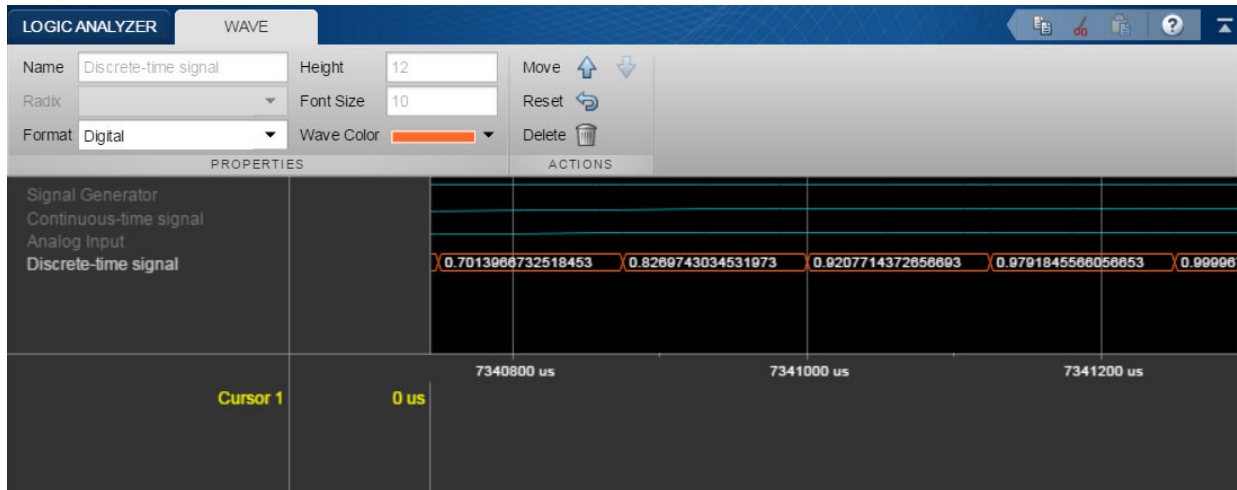 LOGIC ANALYZER WAVE
?
Name Discrete-time signal Height 12 Move
Radix Font Size 10 Reset
Format Digital Wave Color Delete
PROPERTIES ACTIONS
Signal Generator
Continuous-time signal
Analog Input
Discrete-time signal 0.7013966732518453 0.8269743034531973 0.9207714372656693 0.9791845566056653 0.99996
7340800 us 7341000 us 7341200 us
Cursor 1 0 us